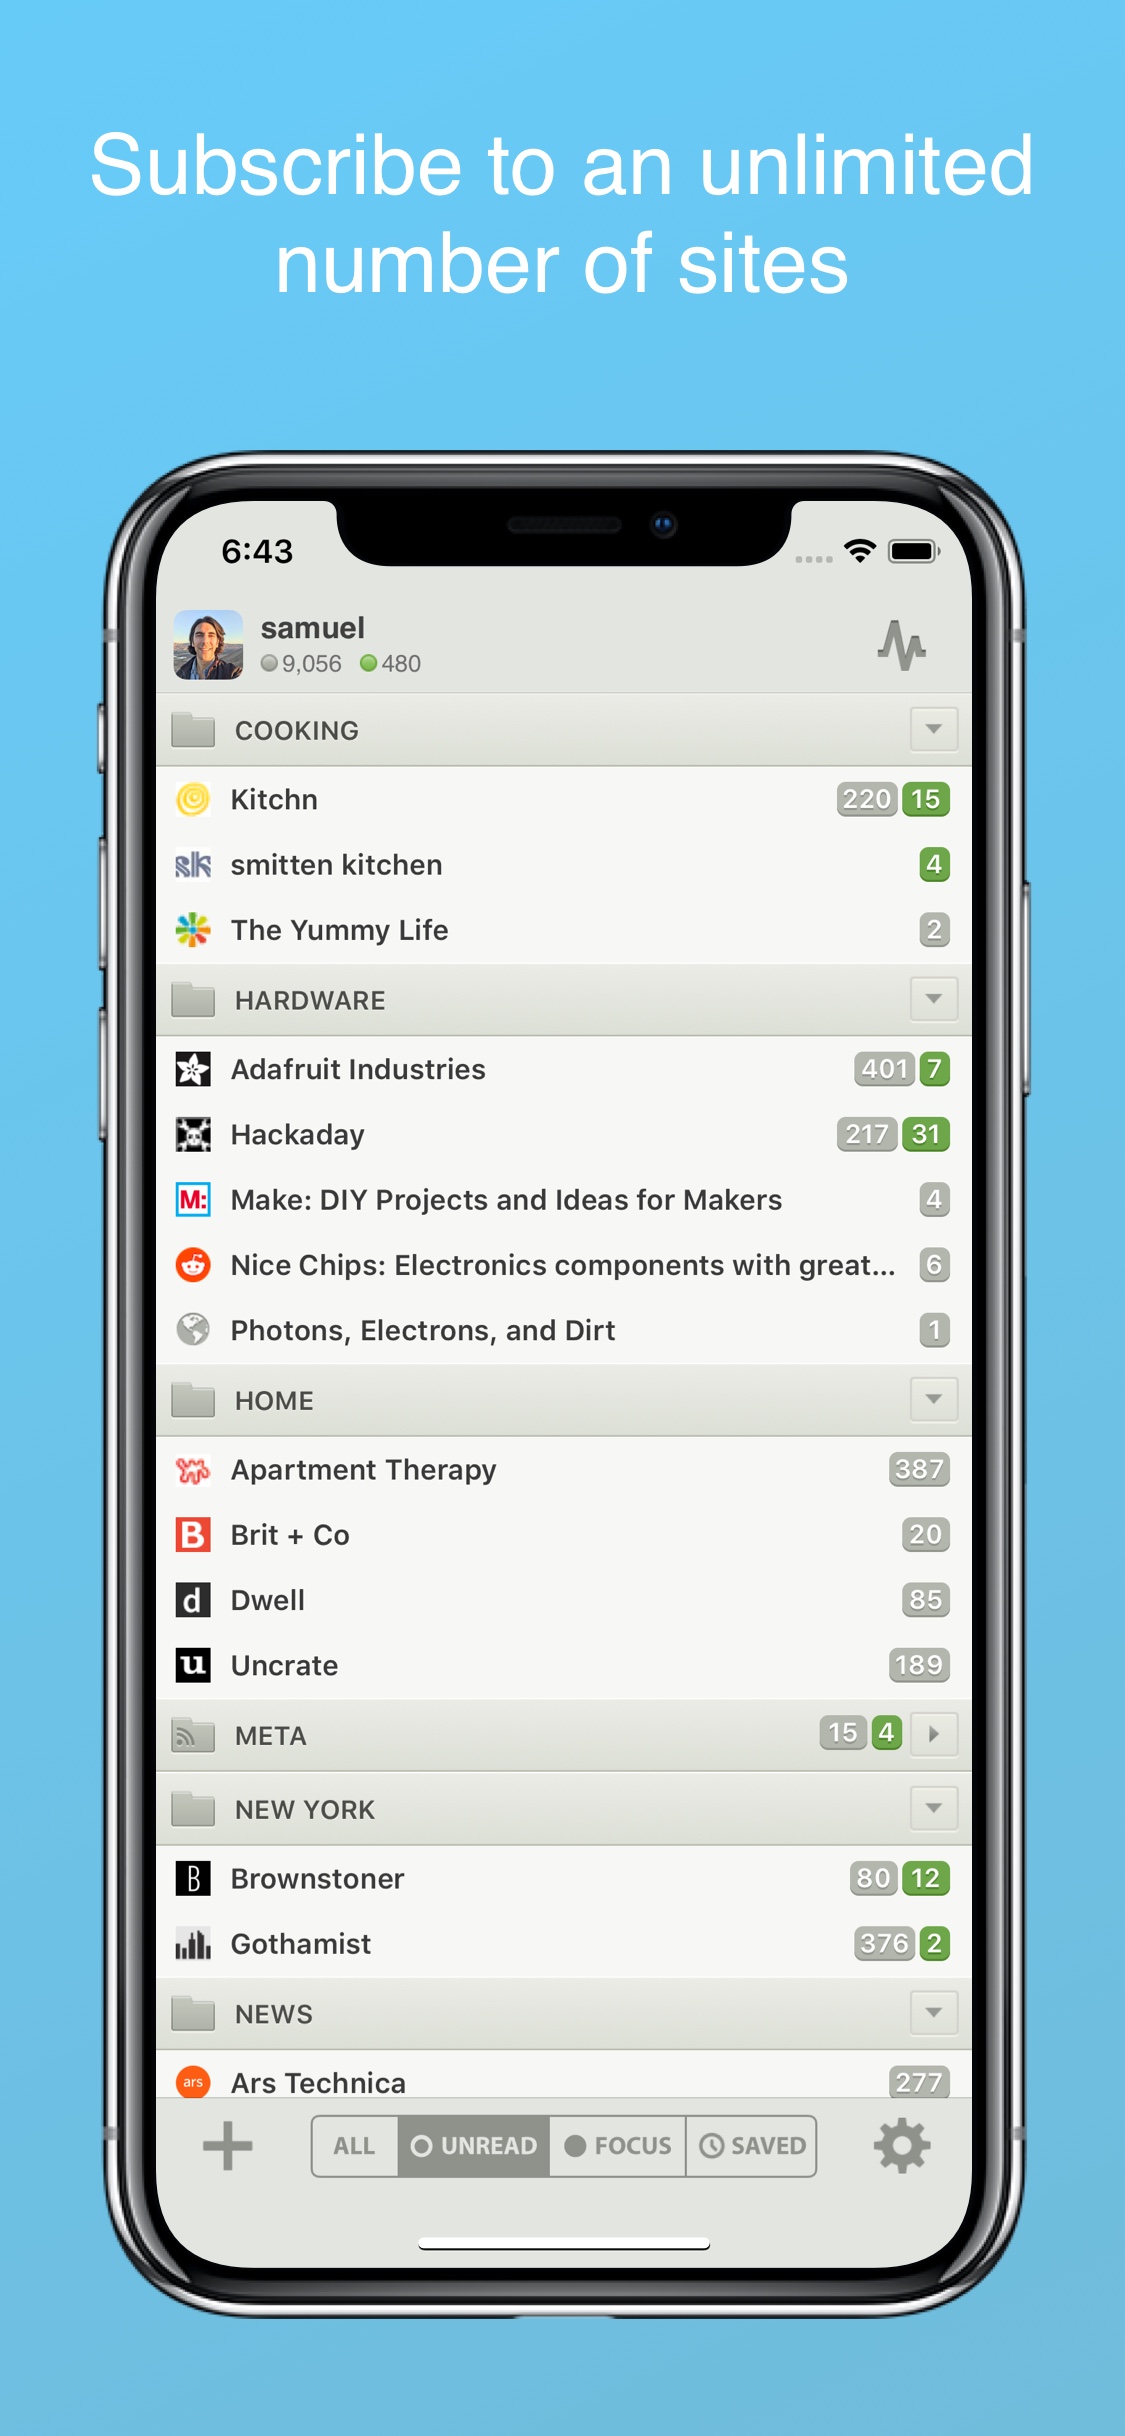 Subscribe to an unlimited
number of sites
6:43
samuel
9,056 480
COOKING
Kitchn 220 15
sk smitten kitchen 4
The Yummy Life 2
HARDWARE
Adafruit Industries 401 7
Hackaday 217 31
M: Make: DIY Projects and Ideas for Makers 4
Nice Chips: Electronics components with great... 6
Photons, Electrons, and Dirt 1
HOME
Apartment Therapy 387
B Brit + Co 20
d Dwell 85
u Uncrate 189
META 15 4
NEW YORK
B Brownstoner 80 12
Gothamist 376 2
NEWS
ars Ars Technica 277
ALL UNREAD FOCUS SAVED